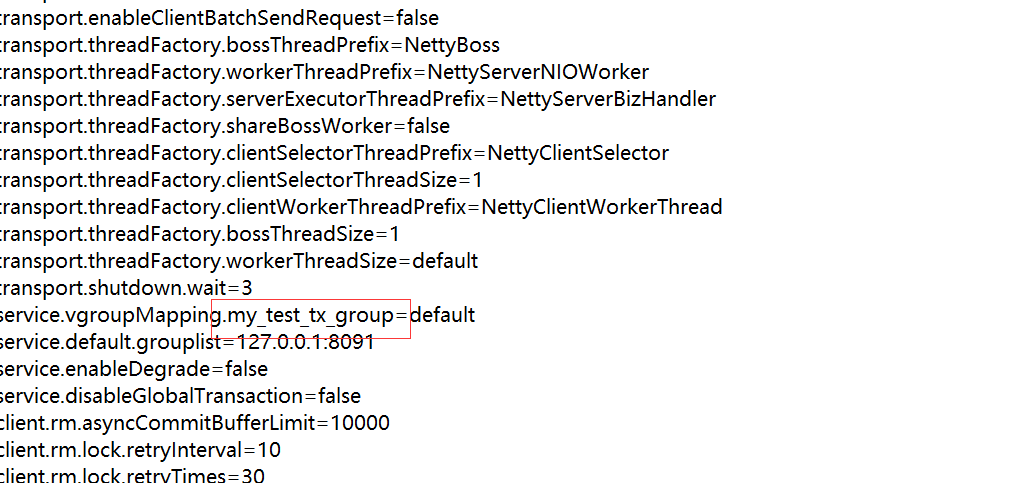 transport.enableClientBatchSendRequest=false
transport.threadFactory.bossThreadPrefix=NettyBoss
transport.threadFactory.workerThreadPrefix=NettyServerNIOWorker
transport.threadFactory.serverExecutorThreadPrefix=NettyServerBizHandler
transport.threadFactory.shareBossWorker=false
transport.threadFactory.clientSelectorThreadPrefix=NettyClientSelector
transport.threadFactory.clientSelectorThreadSize=1
transport.threadFactory.clientWorkerThreadPrefix=NettyClientWorkerThread
transport.threadFactory.bossThreadSize=1
transport.threadFactory.workerThreadSize=default
transport.shutdown.wait=3
service.vgroupMapping.my_test_tx_group=default
service.default.grouplist=127.0.0.1:8091
service.enableDegrade=false
service.disableGlobalTransaction=false
client.rm.asyncCommitBufferLimit=10000
client.rm.lock.retryInterval=10
client.rm.lock.retryTimes=30